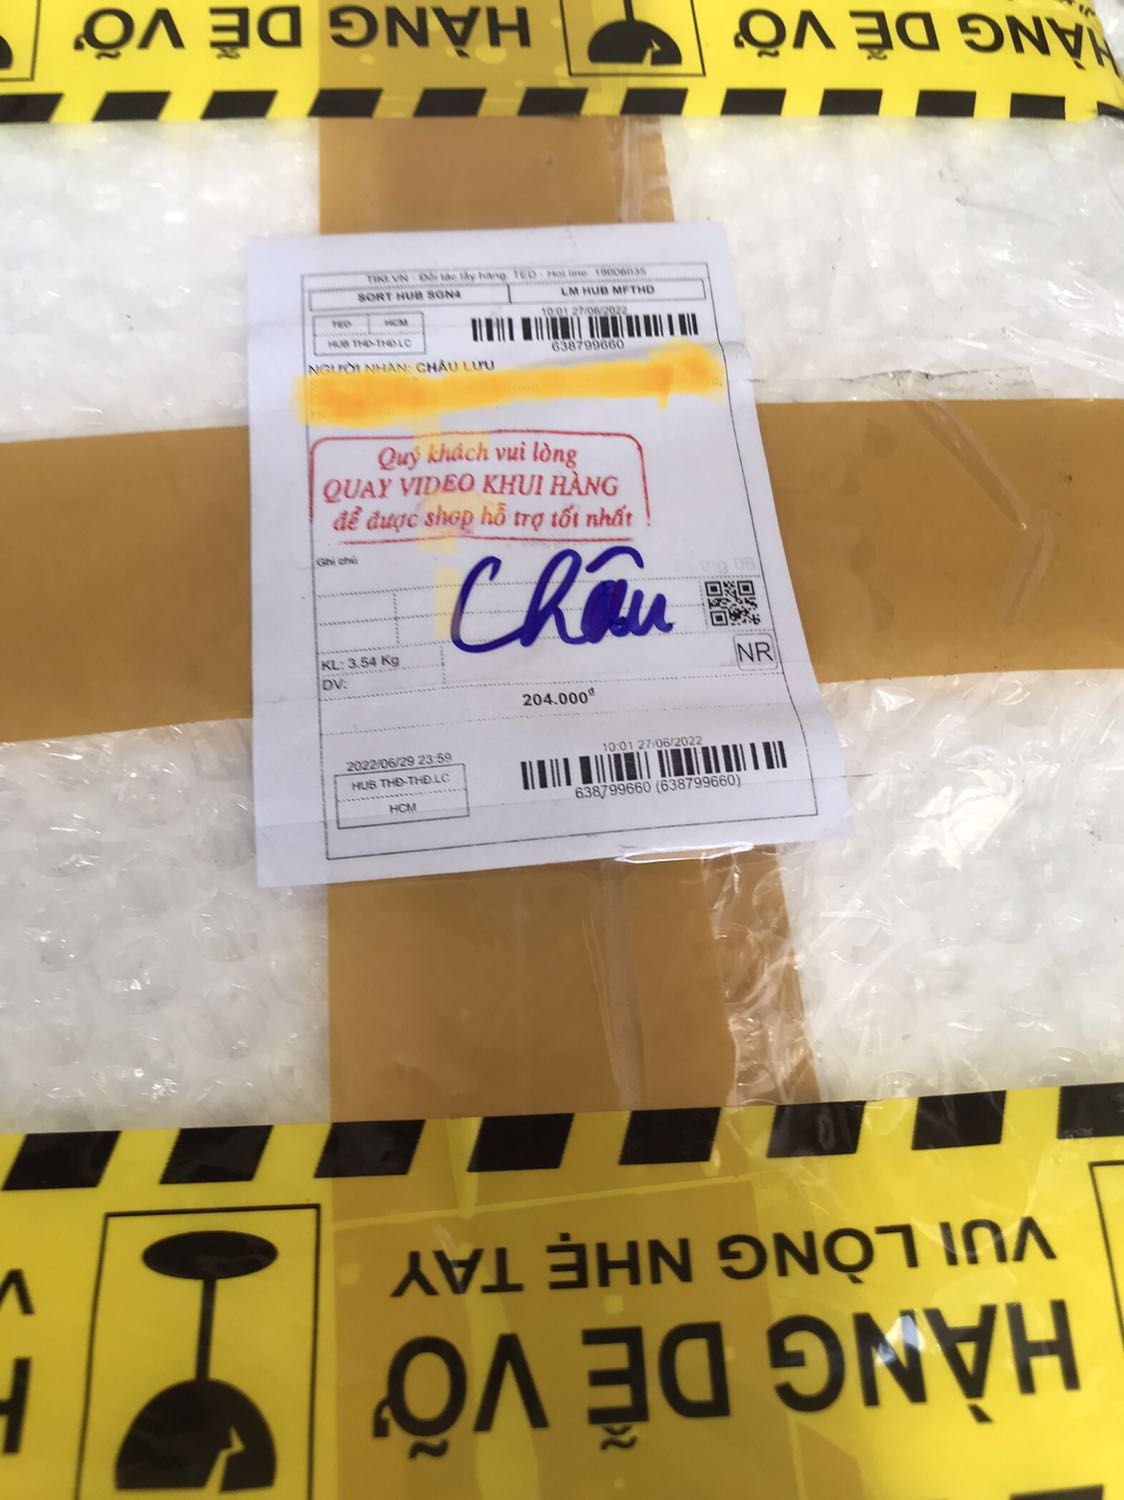 HÀNG DỄ VỠ
HÀNG DỄ VỠ
TIKI.VN - Đối tác lấy hàng: TED - Hot line: 19006035
SORT HUB SGN4
LM HUB MFTHD
TED
HCM
HUB THĐ-THĐ.LC
10:01 27/06/2022
638799660
NGƯỜI NHẬN: CHÂU LƯU
Quý khách vui lòng
QUAY VIDEO KHUI HÀNG
để được shop hỗ trợ tốt nhất
Ghi chú
Châu
KL: 3.54 Kg
NR
DV:
204.000đ
2022/06/29 23:59
HUB THĐ-THĐ.LC
HCM
10:01 27/06/2022
638799660 (638799660)
VUI LÒNG NHẸ TAY
HÀNG DỄ VỠ